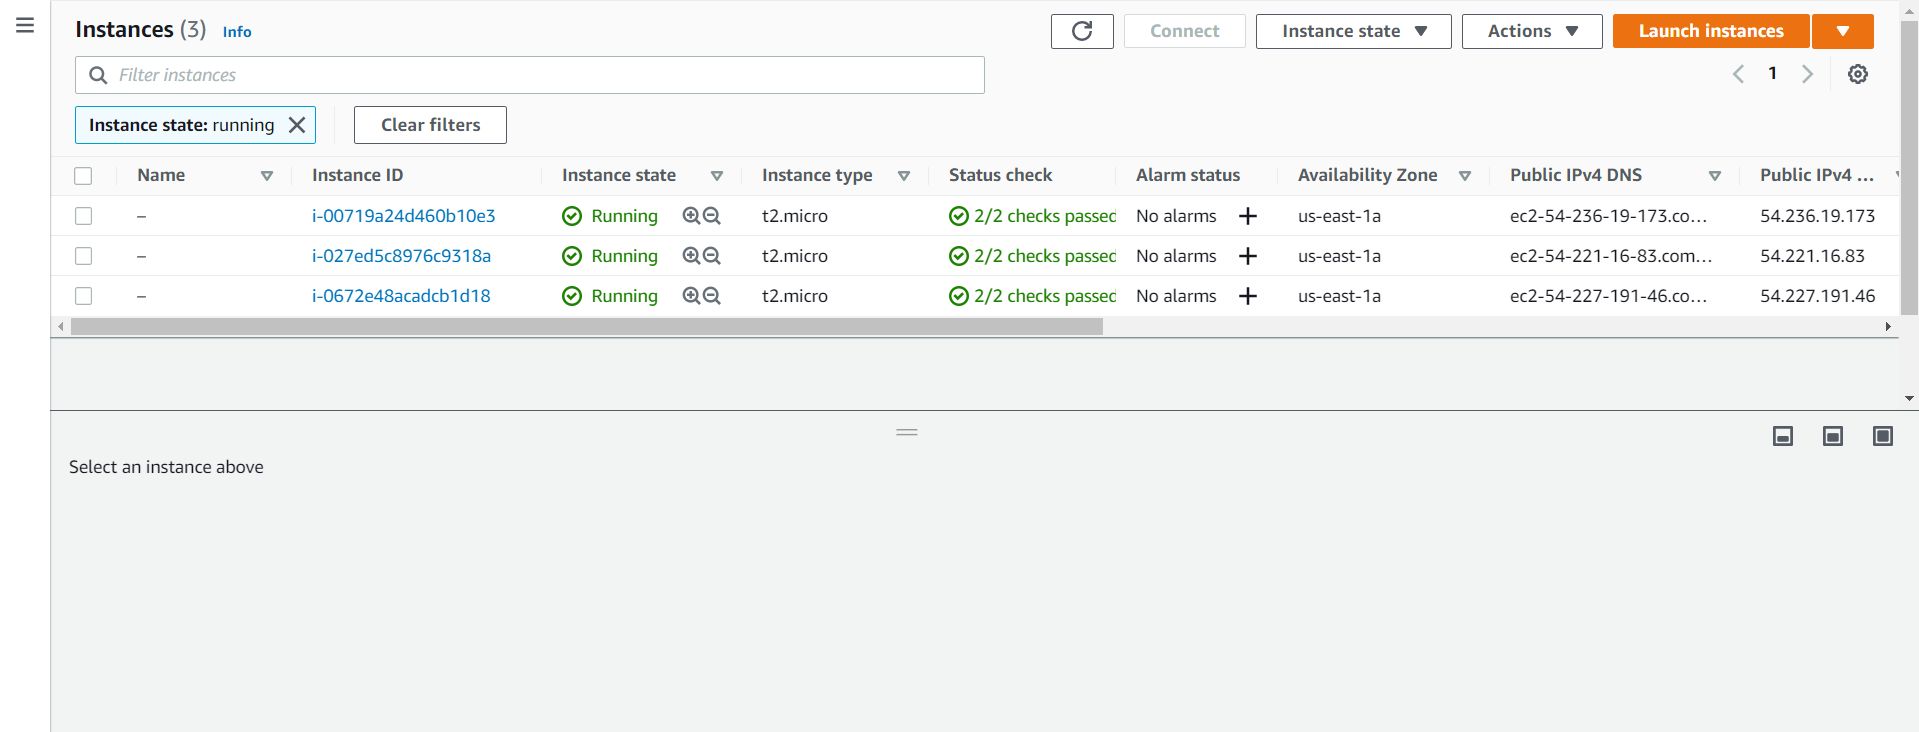 Instances (3) Info
Connect Instance state Actions Launch instances
Filter instances
1
Instance state: running Clear filters
Name Instance ID Instance state Instance type Status check Alarm status Availability Zone Public IPv4 DNS Public IPv4 ...
– i-00719a24d460b10e3 Running t2.micro 2/2 checks passed No alarms + us-east-1a ec2-54-236-19-173.co... 54.236.19.173
– i-027ed5c8976c9318a Running t2.micro 2/2 checks passed No alarms + us-east-1a ec2-54-221-16-83.com... 54.221.16.83
– i-0672e48acadcb1d18 Running t2.micro 2/2 checks passed No alarms + us-east-1a ec2-54-227-191-46.co... 54.227.191.46
Select an instance above